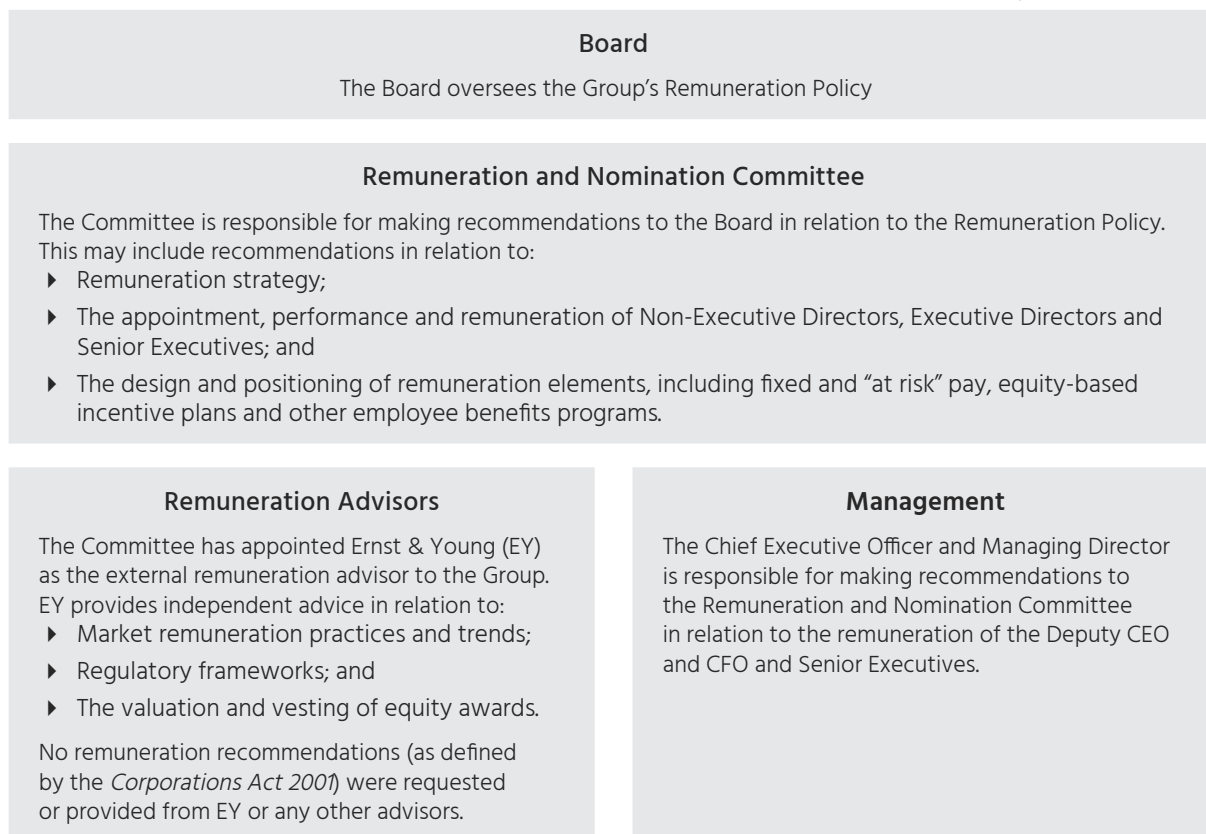 Board
The Board oversees the Group’s Remuneration Policy
Remuneration and Nomination Committee
The Committee is responsible for making recommendations to the Board in relation to the Remuneration Policy.
This may include recommendations in relation to:
Remuneration strategy;
The appointment, performance and remuneration of Non-Executive Directors, Executive Directors and
Senior Executives; and
The design and positioning of remuneration elements, including fixed and “at risk” pay, equity-based
incentive plans and other employee benefits programs.
Remuneration Advisors
The Committee has appointed Ernst & Young (EY)
as the external remuneration advisor to the Group.
EY provides independent advice in relation to:
Market remuneration practices and trends;
Regulatory frameworks; and
The valuation and vesting of equity awards.
No remuneration recommendations (as defined
by the Corporations Act 2001) were requested
or provided from EY or any other advisors.
Management
The Chief Executive Officer and Managing Director
is responsible for making recommendations to
the Remuneration and Nomination Committee
in relation to the remuneration of the Deputy CEO
and CFO and Senior Executives.